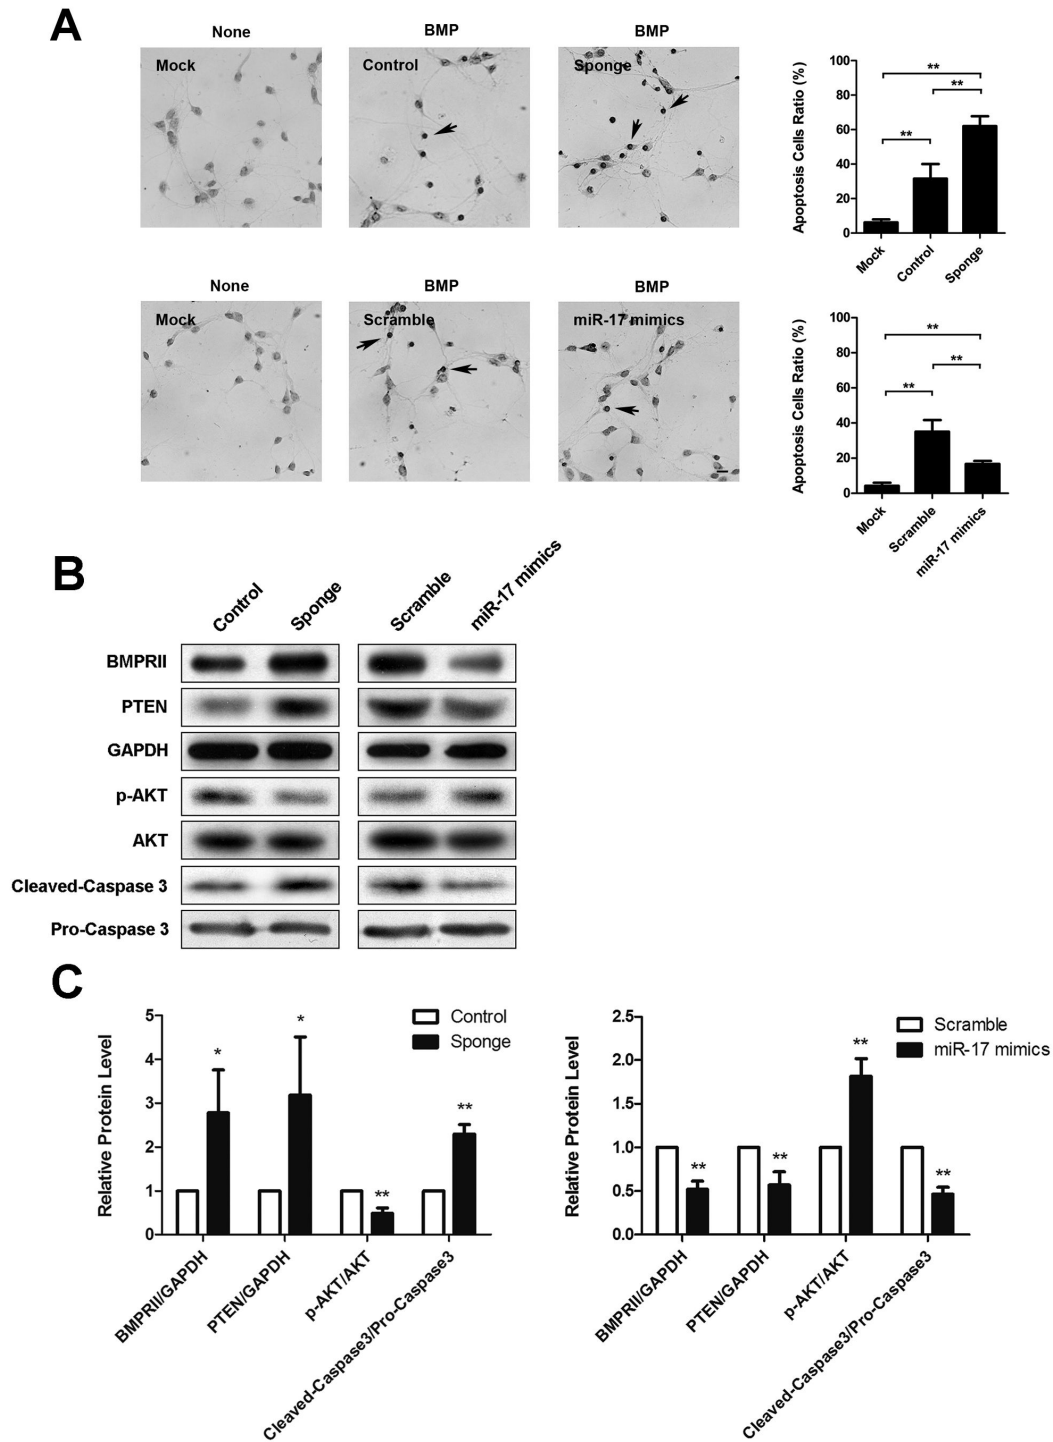 A
None
BMP
BMP
Mock
Control
Sponge
Apoptosis Cells Ratio (%)
100
80
60
40
20
0
**
**
**
Mock
Control
Sponge
None
BMP
BMP
Mock
Scramble
miR-17 mimics
Apoptosis Cells Ratio (%)
100
80
60
40
20
0
**
**
**
Mock
Scramble
miR-17 mimics
B
Control
Sponge
Scramble
miR-17 mimics
BMPRII
PTEN
GAPDH
p-AKT
AKT
Cleaved-Caspase 3
Pro-Caspase 3
C
Relative Protein Level
5
4
3
2
1
0
*
*
**
**
Control
Sponge
BMPRII/GAPDH
PTEN/GAPDH
p-AKT/AKT
Cleaved-Caspase3/Pro-Caspase3
Relative Protein Level
2.5
2.0
1.5
1.0
0.5
0.0
**
**
**
**
Scramble
miR-17 mimics
BMPRII/GAPDH
PTEN/GAPDH
p-AKT/AKT
Cleaved-Caspase3/Pro-Caspase3